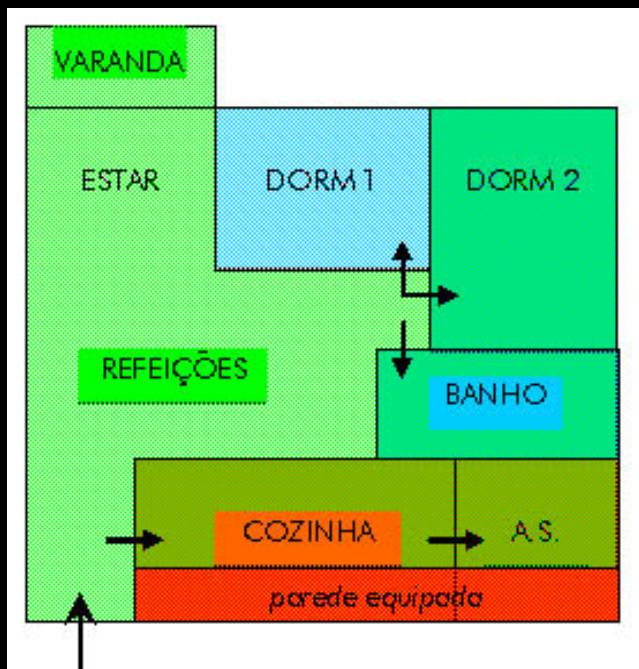 VARANDA
ESTAR DORM 1 DORM 2
REFEIÇÕES
BANHO
COZINHA A.S.
parede equipada